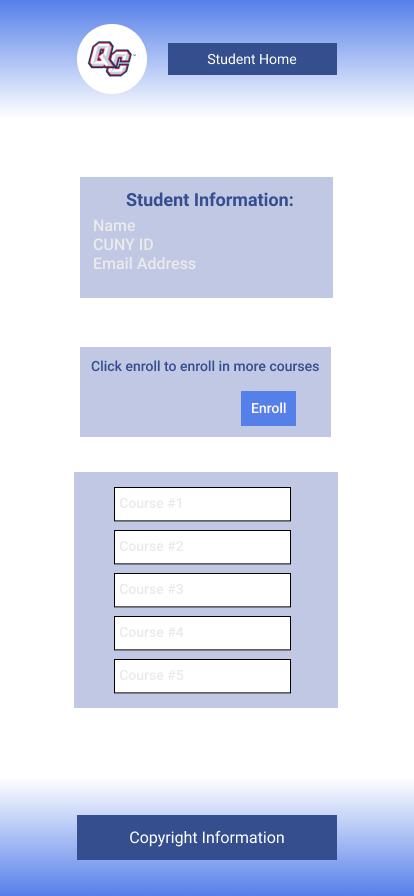 QC
Student Home
Student Information:
Name
CUNY ID
Email Address
Click enroll to enroll in more courses
Enroll
Course #1
Course #2
Course #3
Course #4
Course #5
Copyright Information